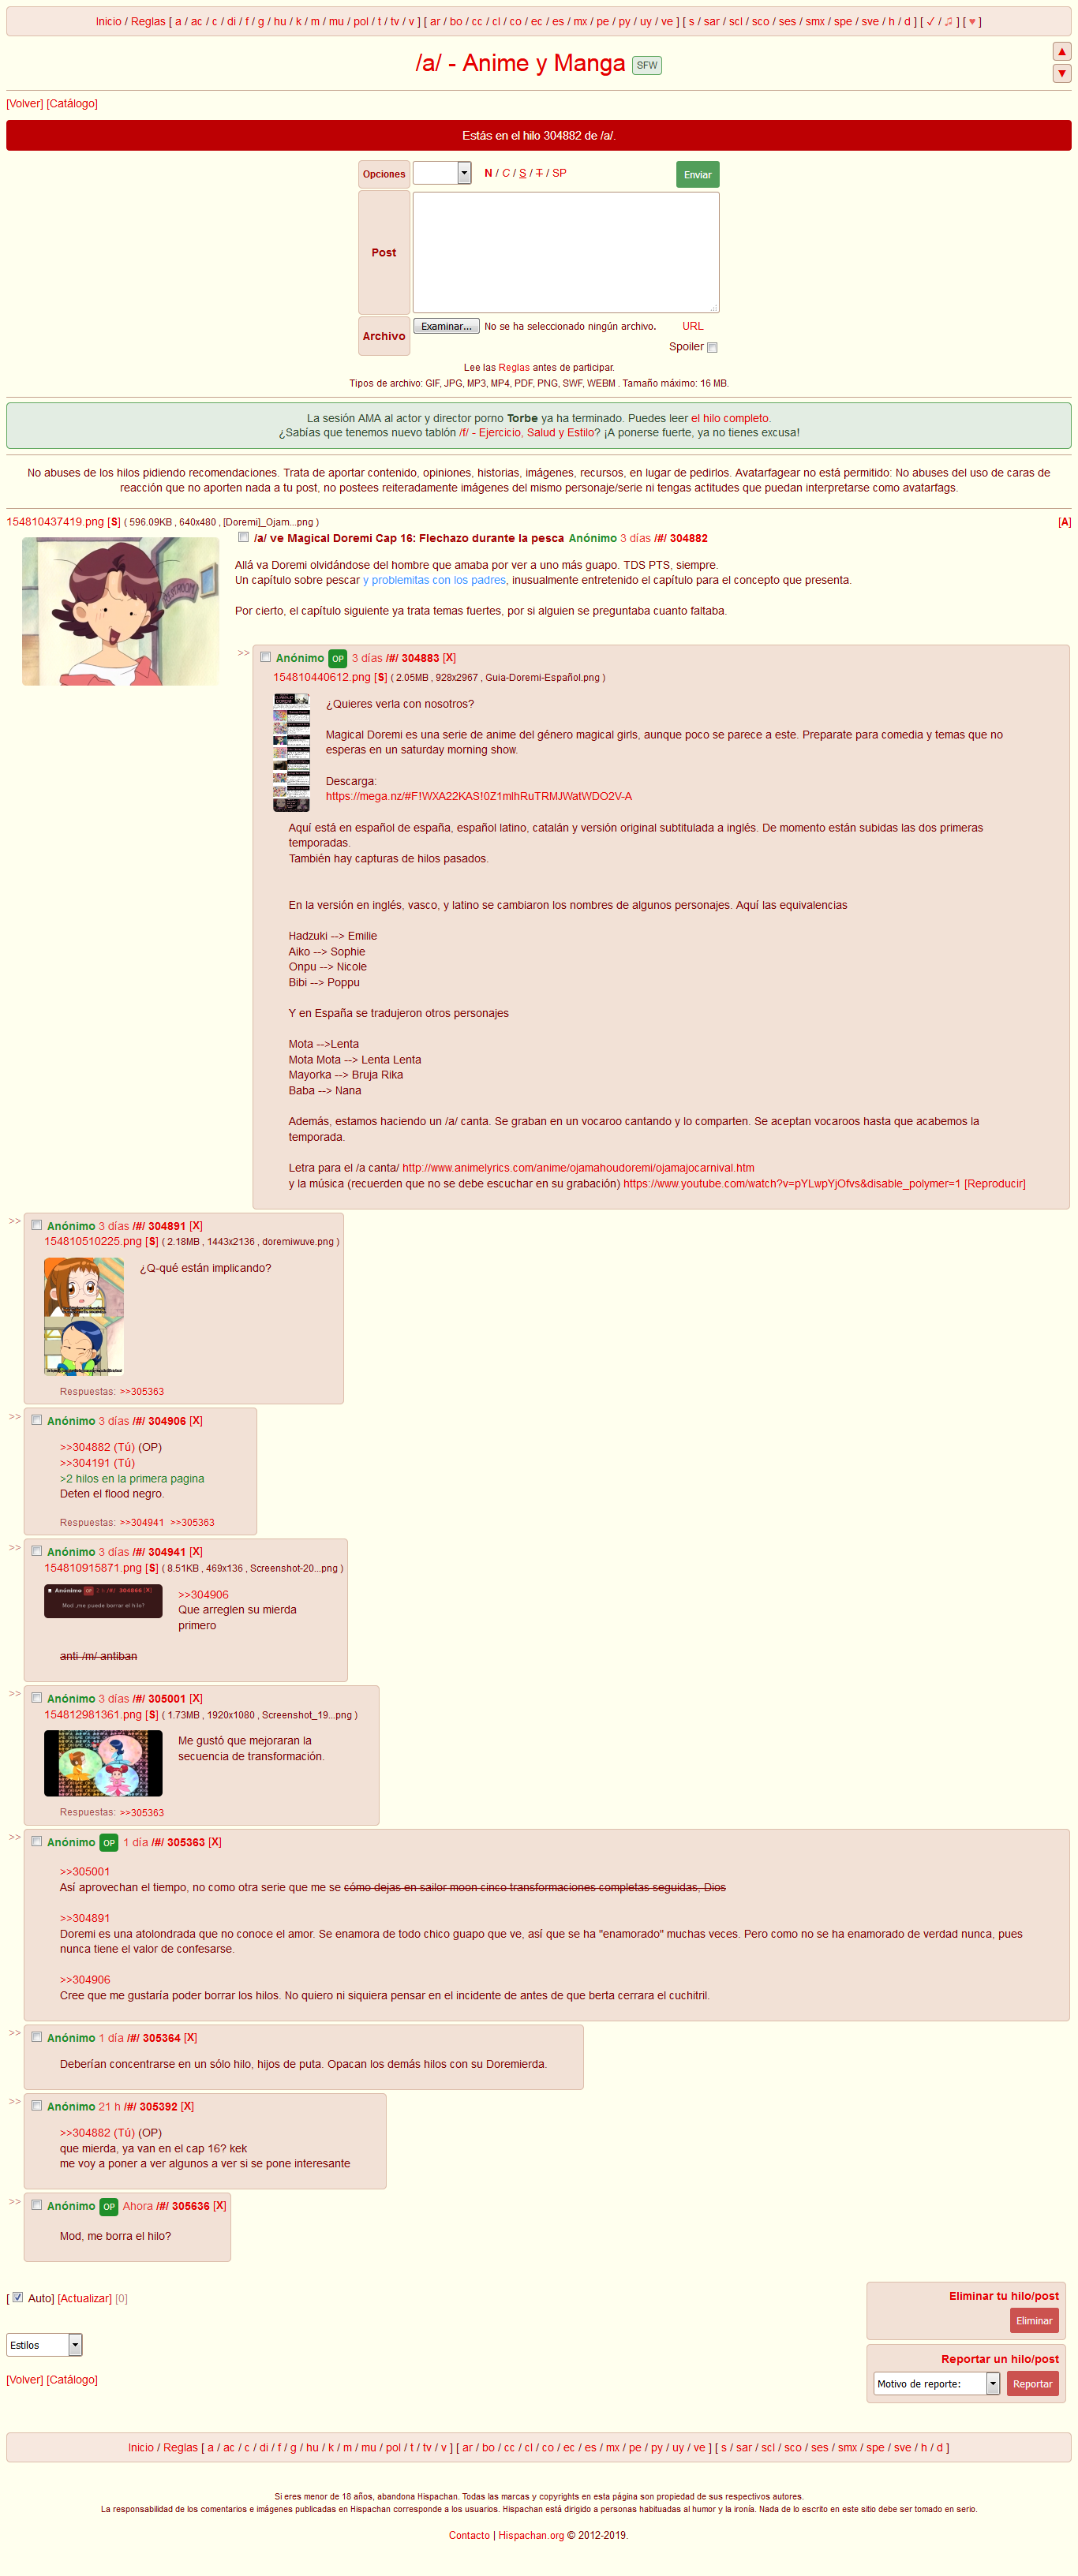 Inicio / Reglas [ a / ac / c / di / f / g / hu / k / m / mu / pol / t / tv / v ] [ ar / bo / cc / cl / co / ec / es / mx / pe / py / uy / ve ] [ s / sar / scl / sco / ses / smx / spe / sve / h / d ] [ ✓ / ♫ ] [ ♥ ]
/a/ - Anime y Manga SFW
▲
▼
[Volver] [Catálogo]
Estás en el hilo 304882 de /a/.
Opciones N / C / S / T / SP Enviar
Post
Archivo Examinar... No se ha seleccionado ningún archivo. URL
Spoiler
Lee las Reglas antes de participar.
Tipos de archivo: GIF, JPG, MP3, MP4, PDF, PNG, SWF, WEBM . Tamaño máximo: 16 MB.
La sesión AMA al actor y director porno Torbe ya ha terminado. Puedes leer el hilo completo.
¿Sabías que tenemos nuevo tablón /f/ - Ejercicio, Salud y Estilo? ¡A ponerse fuerte, ya no tienes excusa!
No abuses de los hilos pidiendo recomendaciones. Trata de aportar contenido, opiniones, historias, imágenes, recursos, en lugar de pedirlos. Avatarfagear no está permitido: No abuses del uso de caras de
reacción que no aporten nada a tu post, no postees reiteradamente imágenes del mismo personaje/serie ni tengas actitudes que puedan interpretarse como avatarfags.
154810437419.png [S] ( 596.09KB , 640x480 , [Doremi]_Ojam...png ) [A]
/a/ ve Magical Doremi Cap 16: Flechazo durante la pesca Anónimo 3 días /#/ 304882
Allá va Doremi olvidándose del hombre que amaba por ver a uno más guapo. TDS PTS, siempre.
Un capítulo sobre pescar y problemitas con los padres, inusualmente entretenido el capítulo para el concepto que presenta.
Por cierto, el capítulo siguiente ya trata temas fuertes, por si alguien se preguntaba cuanto faltaba.
>> Anónimo OP 3 días /#/ 304883 [X]
154810440612.png [S] ( 2.05MB , 928x2967 , Guia-Doremi-Español.png )
¿Quieres verla con nosotros?
Magical Doremi es una serie de anime del género magical girls, aunque poco se parece a este. Preparate para comedia y temas que no
esperas en un saturday morning show.
Descarga:
https://mega.nz/#F!WXA22KAS!0Z1mlhRuTRMJWatWDO2V-A
Aquí está en español de españa, español latino, catalán y versión original subtitulada a inglés. De momento están subidas las dos primeras
temporadas.
También hay capturas de hilos pasados.
En la versión en inglés, vasco, y latino se cambiaron los nombres de algunos personajes. Aquí las equivalencias
Hadzuki --> Emilie
Aiko --> Sophie
Onpu --> Nicole
Bibi --> Poppu
Y en España se tradujeron otros personajes
Mota -->Lenta
Mota Mota --> Lenta Lenta
Mayorka --> Bruja Rika
Baba --> Nana
Además, estamos haciendo un /a/ canta. Se graban en un vocaroo cantando y lo comparten. Se aceptan vocaroos hasta que acabemos la
temporada.
Letra para el /a canta/ http://www.animelyrics.com/anime/ojamahoudoremi/ojamajocarnival.htm
y la música (recuerden que no se debe escuchar en su grabación) https://www.youtube.com/watch?v=pYLwpYjOfvs&disable_polymer=1 [Reproducir]
>> Anónimo 3 días /#/ 304891 [X]
154810510225.png [S] ( 2.18MB , 1443x2136 , doremiwuve.png )
¿Q-qué están implicando?
Respuestas: >>305363
>> Anónimo 3 días /#/ 304906 [X]
>>304882 (Tú) (OP)
>>304191 (Tú)
>2 hilos en la primera pagina
Deten el flood negro.
Respuestas: >>304941 >>305363
>> Anónimo 3 días /#/ 304941 [X]
154810915871.png [S] ( 8.51KB , 469x136 , Screenshot-20...png )
Mod ,me puede borrar el hilo?
>>304906
Que arreglen su mierda
primero
anti-/m/ antiban
>> Anónimo 3 días /#/ 305001 [X]
154812981361.png [S] ( 1.73MB , 1920x1080 , Screenshot_19...png )
Me gustó que mejoraran la
secuencia de transformación.
Respuestas: >>305363
>> Anónimo OP 1 día /#/ 305363 [X]
>>305001
Así aprovechan el tiempo, no como otra serie que me se cómo dejas en sailor moon cinco transformaciones completas seguidas, Dios
>>304891
Doremi es una atolondrada que no conoce el amor. Se enamora de todo chico guapo que ve, así que se ha "enamorado" muchas veces. Pero como no se ha enamorado de verdad nunca, pues
nunca tiene el valor de confesarse.
>>304906
Cree que me gustaría poder borrar los hilos. No quiero ni siquiera pensar en el incidente de antes de que berta cerrara el cuchitril.
>> Anónimo 1 día /#/ 305364 [X]
Deberían concentrarse en un sólo hilo, hijos de puta. Opacan los demás hilos con su Doremierda.
>> Anónimo 21 h /#/ 305392 [X]
>>304882 (Tú) (OP)
que mierda, ya van en el cap 16? kek
me voy a poner a ver algunos a ver si se pone interesante
>> Anónimo OP Ahora /#/ 305636 [X]
Mod, me borra el hilo?
[ Auto] [Actualizar] [0]
Eliminar tu hilo/post
Eliminar
Estilos
Reportar un hilo/post
Motivo de reporte: Reportar
[Volver] [Catálogo]
Inicio / Reglas [ a / ac / c / di / f / g / hu / k / m / mu / pol / t / tv / v ] [ ar / bo / cc / cl / co / ec / es / mx / pe / py / uy / ve ] [ s / sar / scl / sco / ses / smx / spe / sve / h / d ]
Si eres menor de 18 años, abandona Hispachan. Todas las marcas y copyrights en esta página son propiedad de sus respectivos autores.
La responsabilidad de los comentarios e imágenes publicadas en Hispachan corresponde a los usuarios. Hispachan está dirigido a personas habituadas al humor y la ironía. Nada de lo escrito en este sitio debe ser tomado en serio.
Contacto | Hispachan.org © 2012-2019.